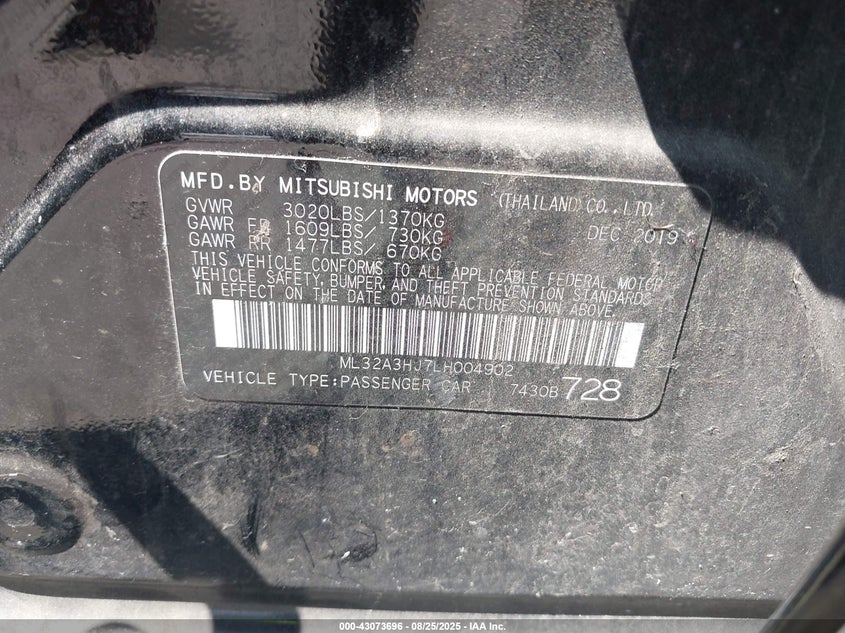 MFD.BY MITSUBISHI MOTORS (THAILAND) CO.,LTD.
GVWR 3020LBS/1370KG
GAWR FR 1609LBS/ 730KG DEC 2019
GAWR RR 1477LBS/ 670KG
THIS VEHICLE CONFORMS TO ALL APPLICABLE FEDERAL MOTOR
VEHICLE SAFETY, BUMPER, AND THEFT PREVENTION STANDARDS
IN EFFECT ON THE DATE OF MANUFACTURE SHOWN ABOVE.
ML32A3HJ7LH004902
VEHICLE TYPE:PASSENGER CAR 7430B 728
000-43073696 - 08/25/2025 - IAA Inc.